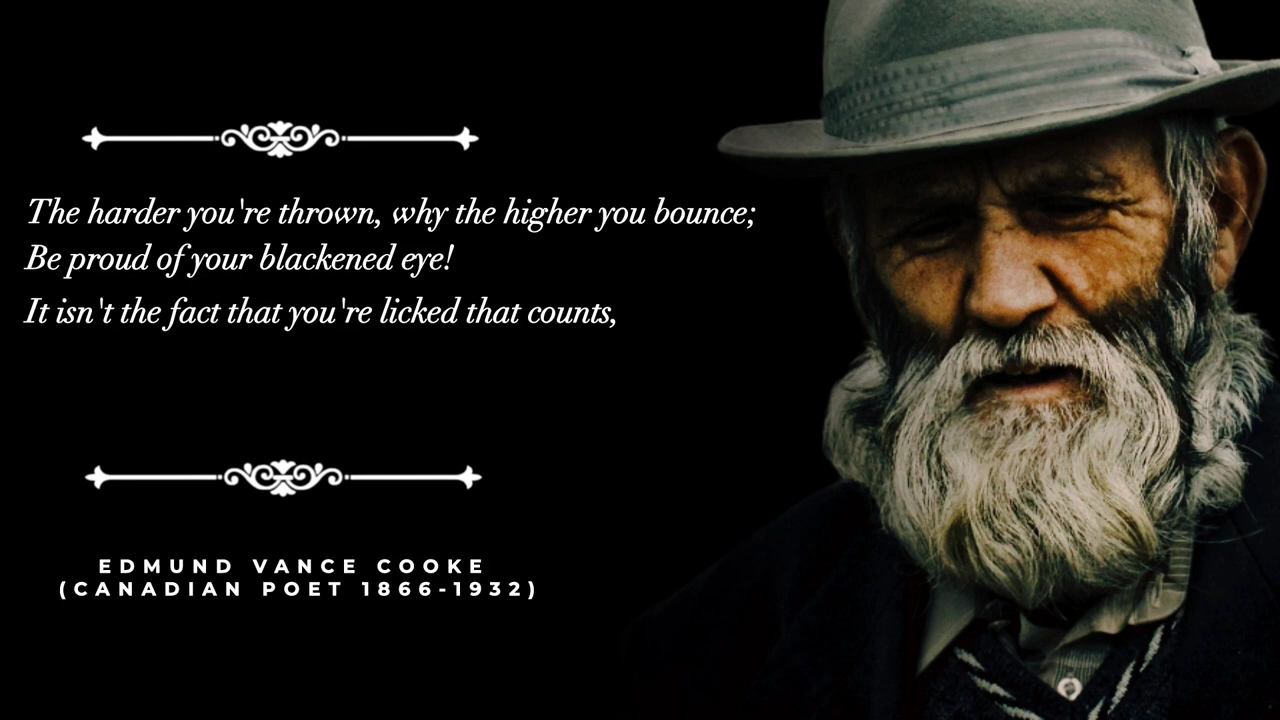 The harder you're thrown, why the higher you bounce;
Be proud of your blackened eye!
It isn't the fact that you're licked that counts,
EDMUND VANCE COOKE
(CANADIAN POET 1866-1932)